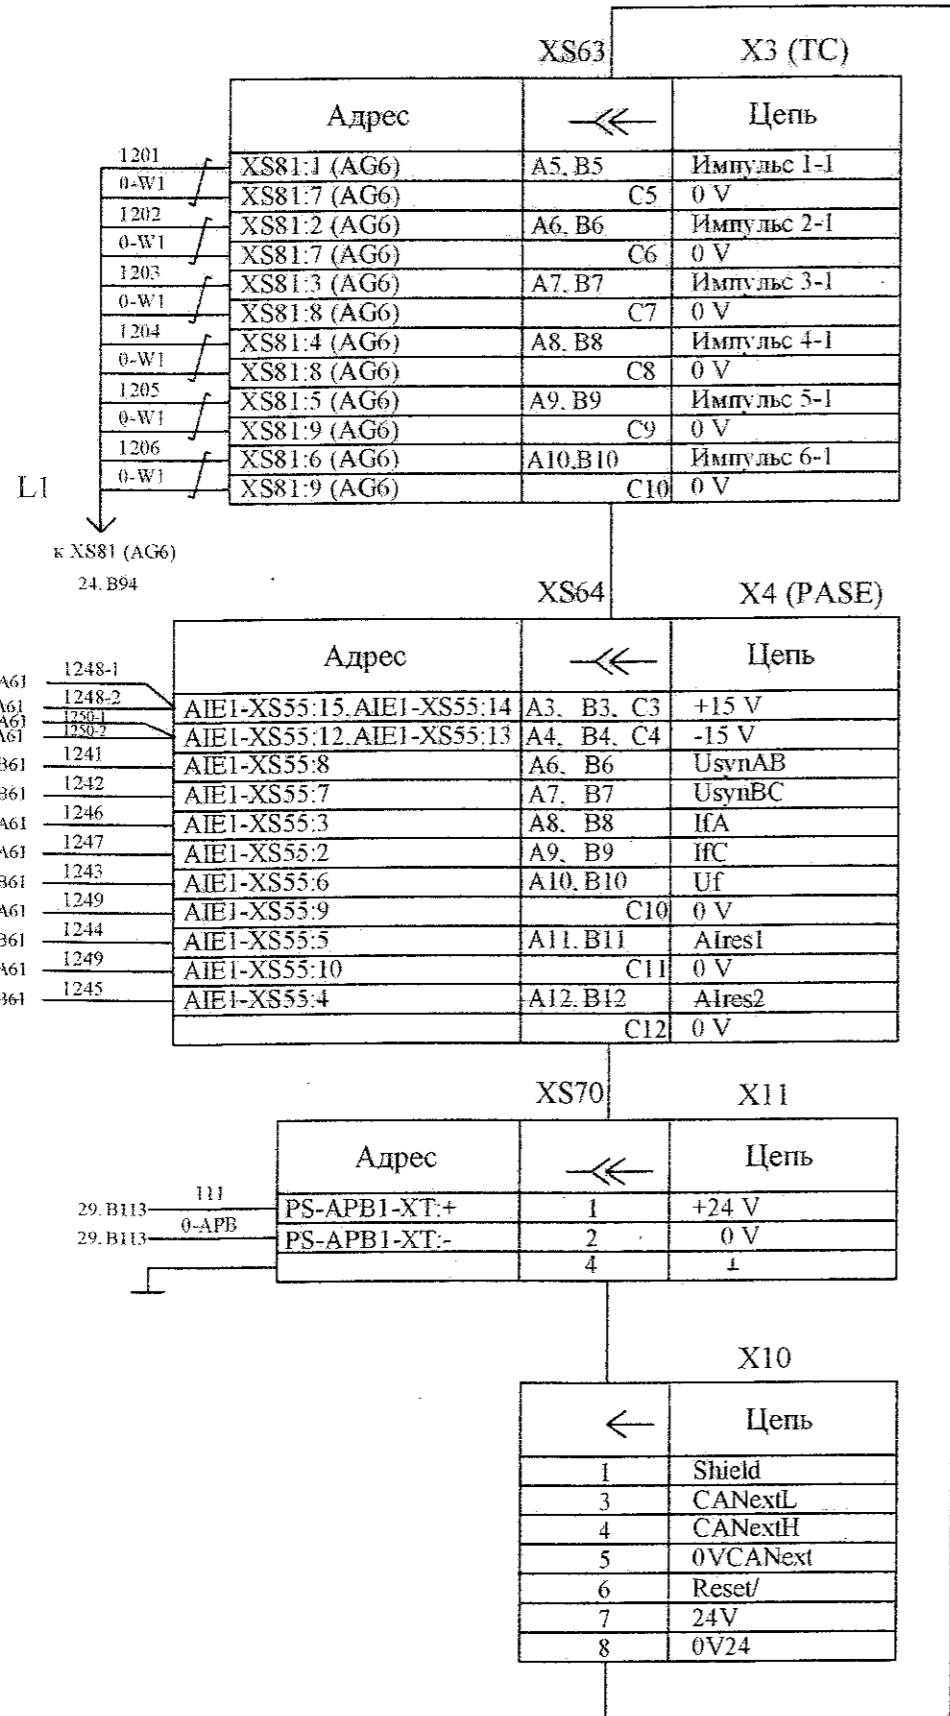 XS63 X3 (TC)
Адрес Цепь
1201 XS81:1 (AG6) A5, B5 Импульс 1-1
0-W1 XS81:7 (AG6) C5 0 V
1202 XS81:2 (AG6) A6, B6 Импульс 2-1
0-W1 XS81:7 (AG6) C6 0 V
1203 XS81:3 (AG6) A7, B7 Импульс 3-1
0-W1 XS81:8 (AG6) C7 0 V
1204 XS81:4 (AG6) A8, B8 Импульс 4-1
0-W1 XS81:8 (AG6) C8 0 V
1205 XS81:5 (AG6) A9, B9 Импульс 5-1
0-W1 XS81:9 (AG6) C9 0 V
1206 XS81:6 (AG6) A10,B10 Импульс 6-1
0-W1 XS81:9 (AG6) C10 0 V
L1
к XS81 (AG6)
24. B94
XS64 X4 (PASE)
Адрес Цепь
A61 1248-1
A61 1248-2 AIE1-XS55:15,AIE1-XS55:14 A3, B3, C3 +15 V
A61 1250-1
A61 1250-2 AIE1-XS55:12,AIE1-XS55:13 A4, B4, C4 -15 V
B61 1241 AIE1-XS55:8 A6, B6 UsynAB
B61 1242 AIE1-XS55:7 A7, B7 UsynBC
A61 1246 AIE1-XS55:3 A8, B8 IfA
A61 1247 AIE1-XS55:2 A9, B9 IfC
B61 1243 AIE1-XS55:6 A10, B10 Uf
A61 1249 AIE1-XS55:9 C10 0 V
B61 1244 AIE1-XS55:5 A11, B11 AIres1
A61 1249 AIE1-XS55:10 C11 0 V
B61 1245 AIE1-XS55:4 A12, B12 AIres2
C12 0 V
XS70 X11
Адрес Цепь
29. B113 111 PS-APB1-XT:+ 1 +24 V
29. B113 0-APB PS-APB1-XT:- 2 0 V
4 ⊥
X10
Цепь
1 Shield
3 CANextL
4 CANextH
5 0VCANext
6 Reset/
7 24V
8 0V24